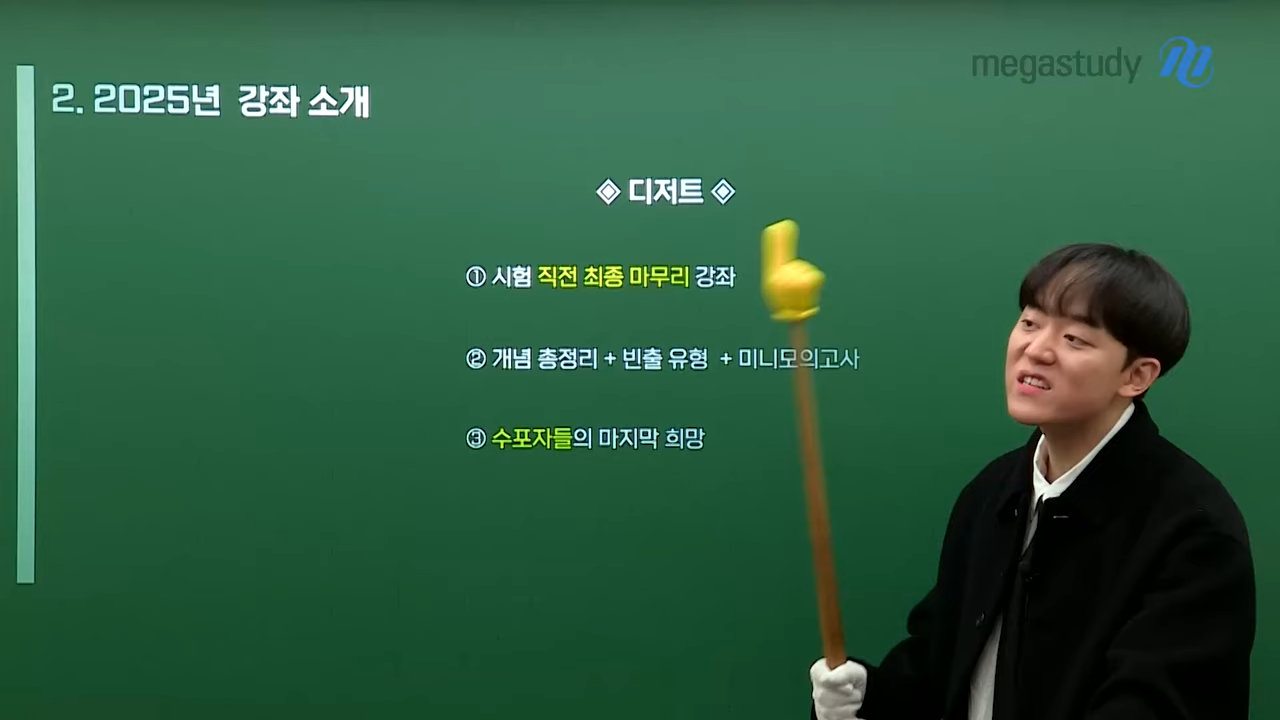 megastudy
2. 2025년 강좌 소개
◈ 디저트 ◈
① 시험 직전 최종 마무리 강좌
② 개념 총정리 + 빈출 유형 + 미니모의고사
③ 수포자들의 마지막 희망